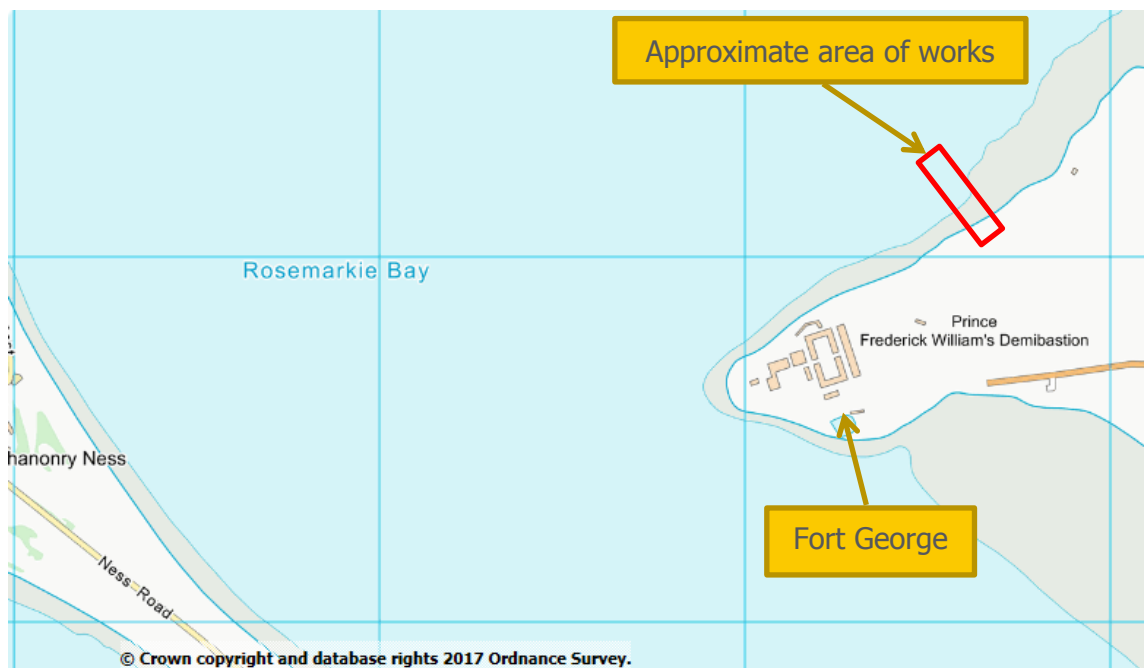 Approximate area of works
Rosemarkie Bay
Prince
Frederick William's Demibastion
hanonry Ness
Fort George
Ness Road
© Crown copyright and database rights 2017 Ordnance Survey.